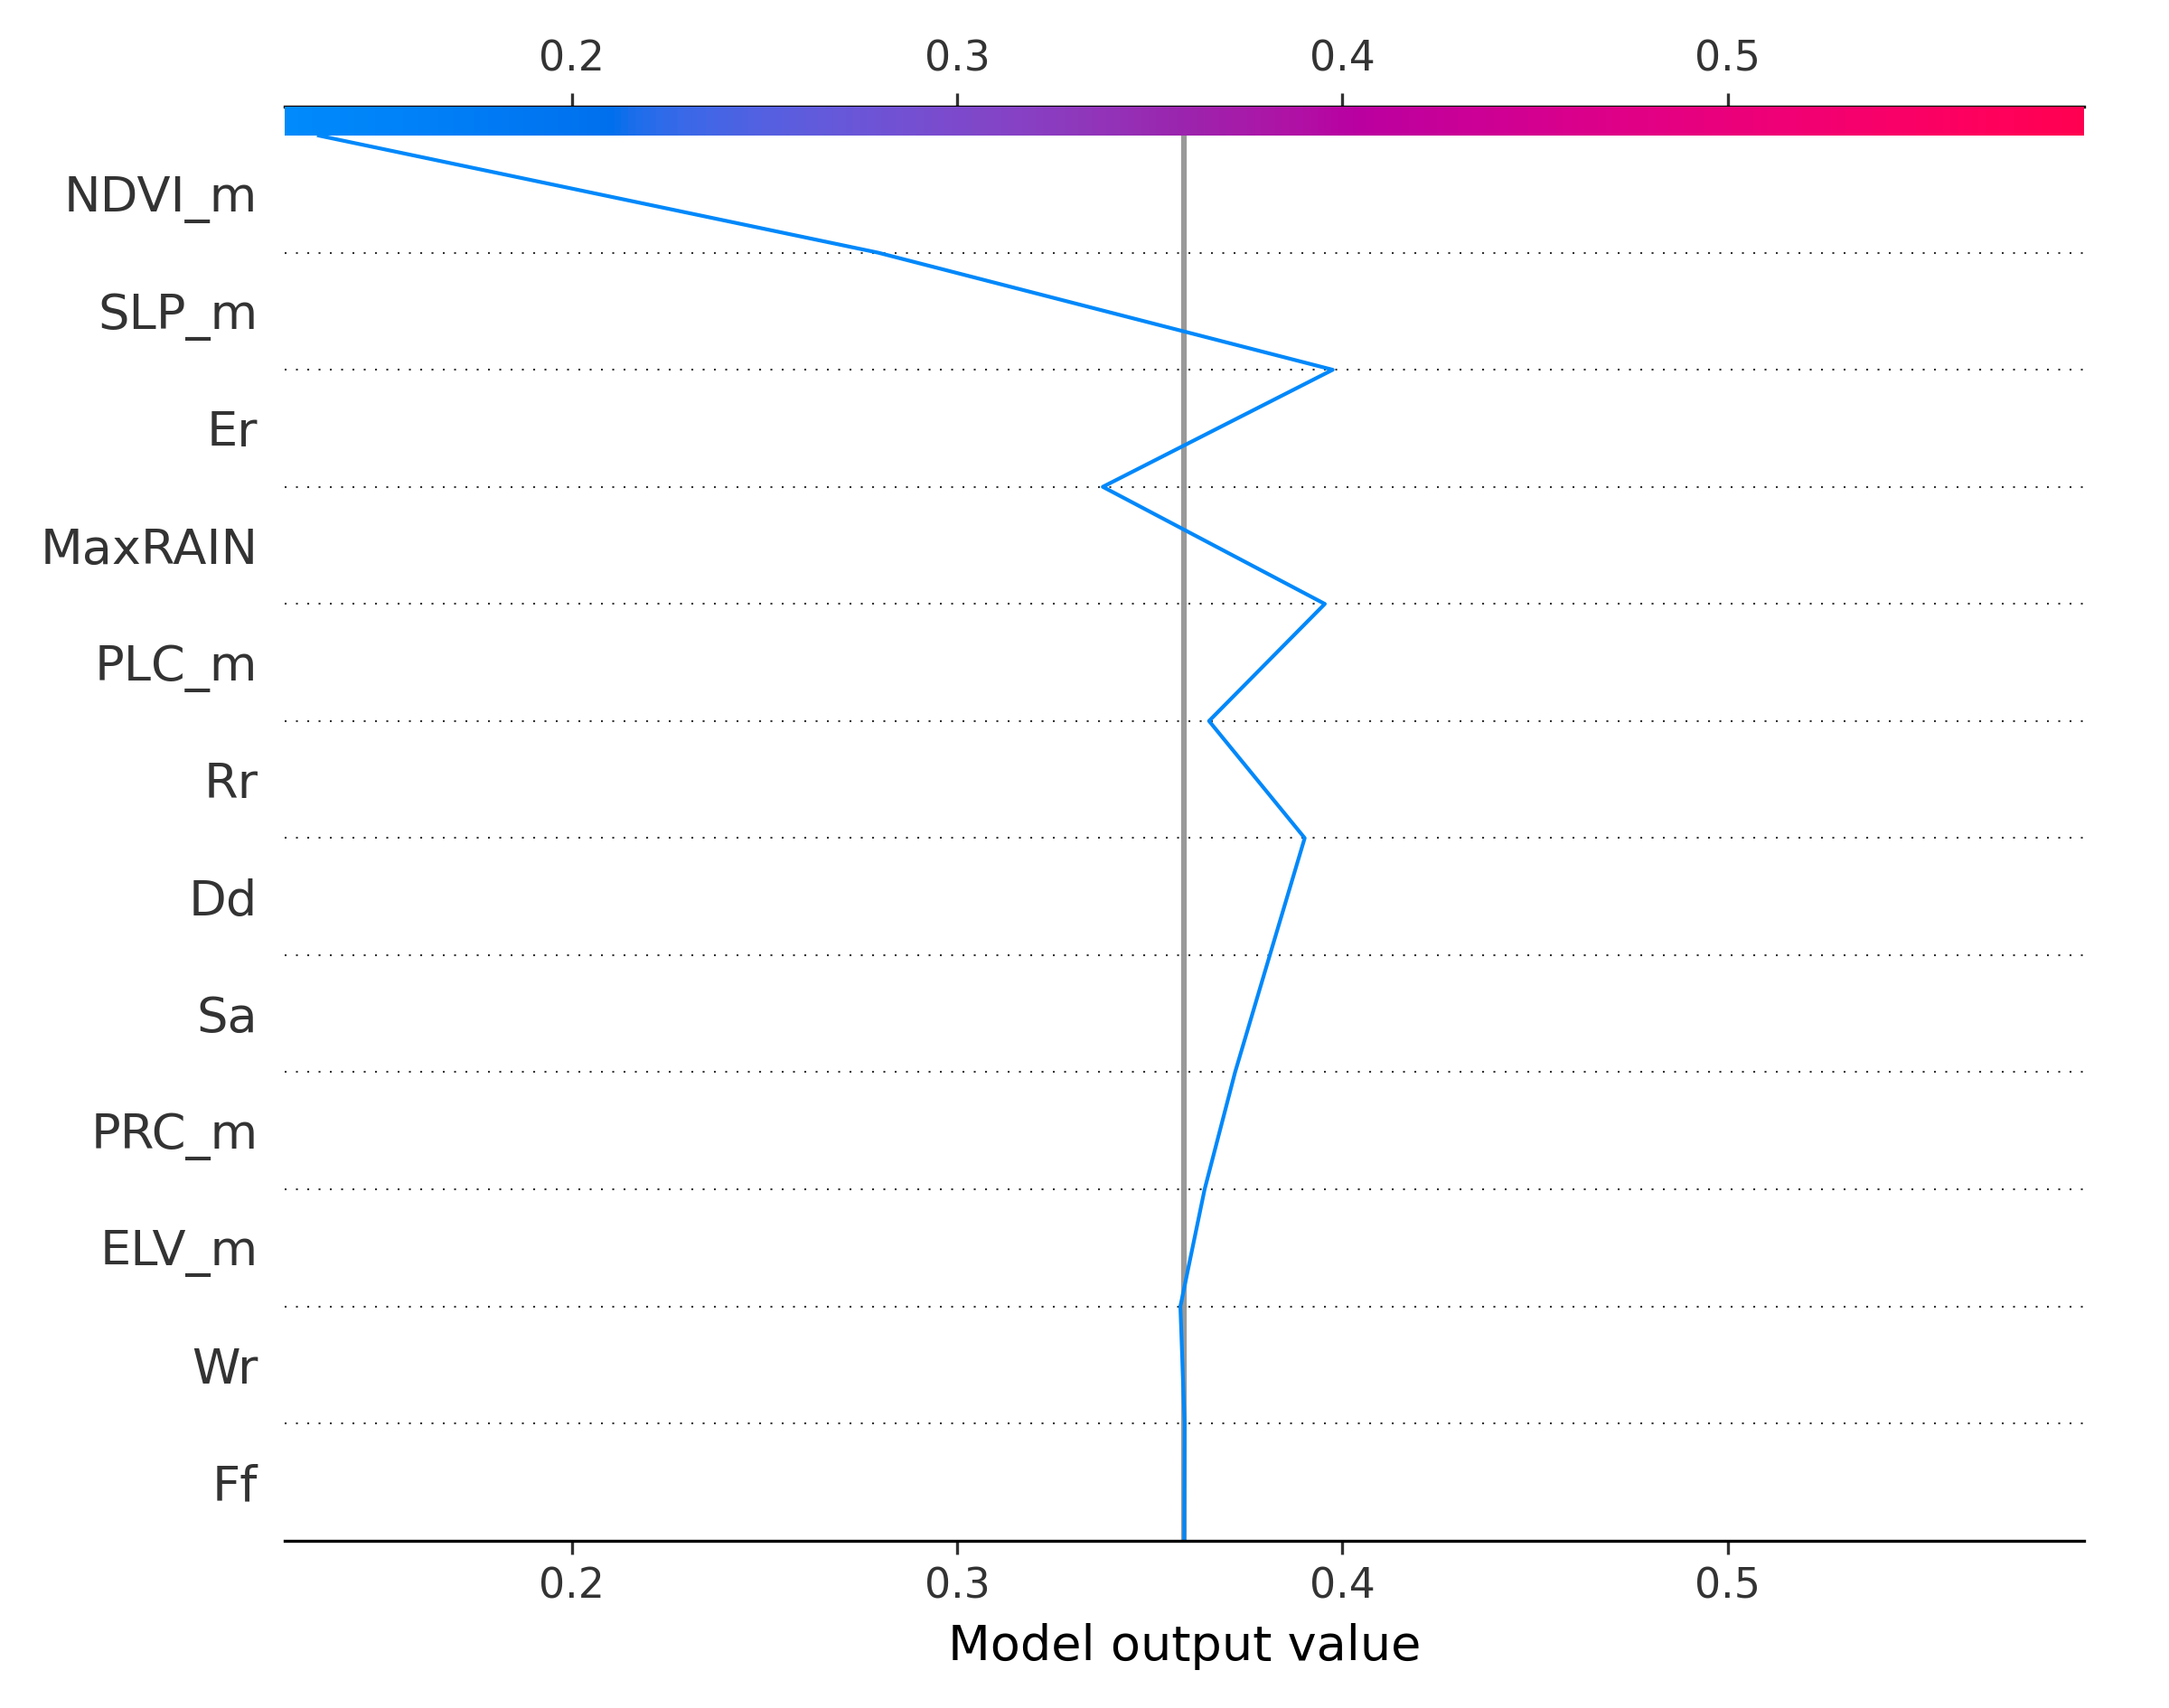 0.2 0.3 0.4 0.5
NDVI_m
SLP_m
Er
MaxRAIN
PLC_m
Rr
Dd
Sa
PRC_m
ELV_m
Wr
Ff
0.2 0.3 0.4 0.5
Model output value